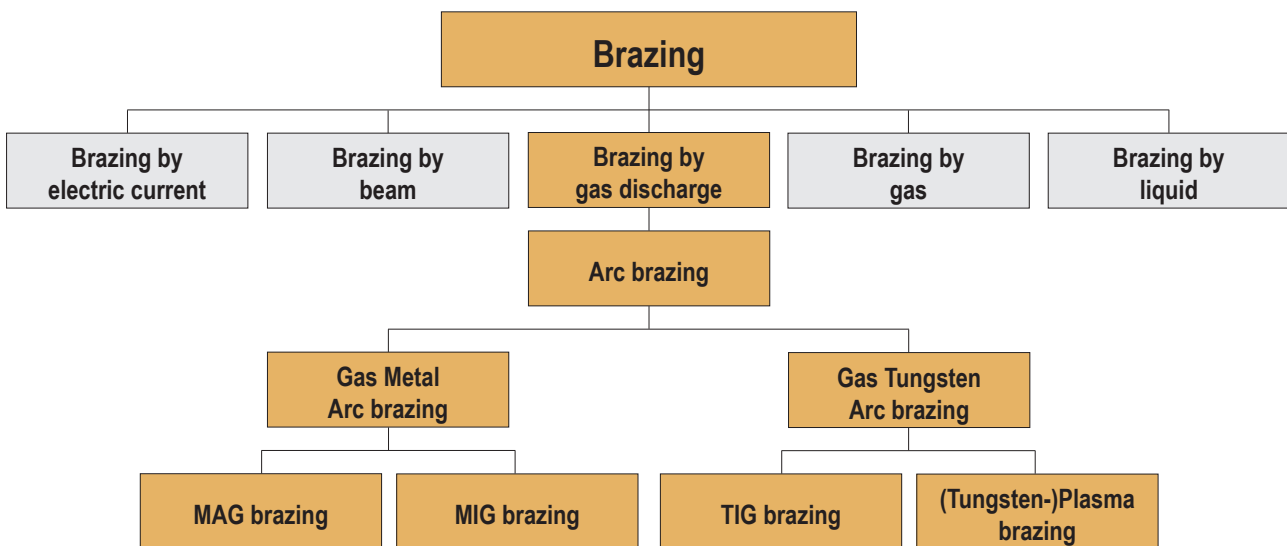 Brazing
Brazing by
electric current
Brazing by
beam
Brazing by
gas discharge
Brazing by
gas
Brazing by
liquid
Arc brazing
Gas Metal
Arc brazing
Gas Tungsten
Arc brazing
MAG brazing
MIG brazing
TIG brazing
(Tungsten-)Plasma
brazing